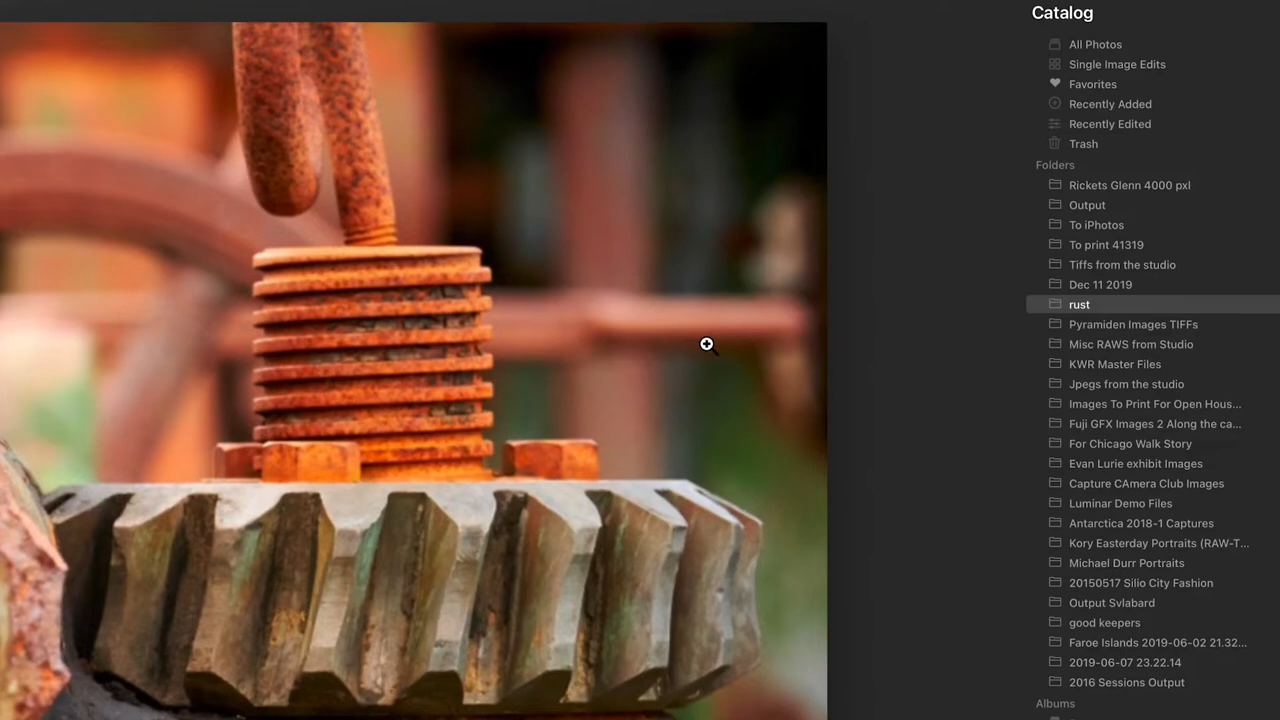 Catalog
All Photos
Single Image Edits
Favorites
Recently Added
Recently Edited
Trash
Folders
Rickets Glenn 4000 pxl
Output
To iPhotos
To print 41319
Tiffs from the studio
Dec 11 2019
rust
Pyramiden Images TIFFs
Misc RAWS from Studio
KWR Master Files
Jpegs from the studio
Images To Print For Open Hous...
Fuji GFX Images 2 Along the ca...
For Chicago Walk Story
Evan Lurie exhibit Images
Capture CAmera Club Images
Luminar Demo Files
Antarctica 2018-1 Captures
Kory Easterday Portraits (RAW-T...
Michael Durr Portraits
20150517 Silio City Fashion
Output Svlabard
good keepers
Faroe Islands 2019-06-02 21.32...
2019-06-07 23.22.14
2016 Sessions Output
Albums